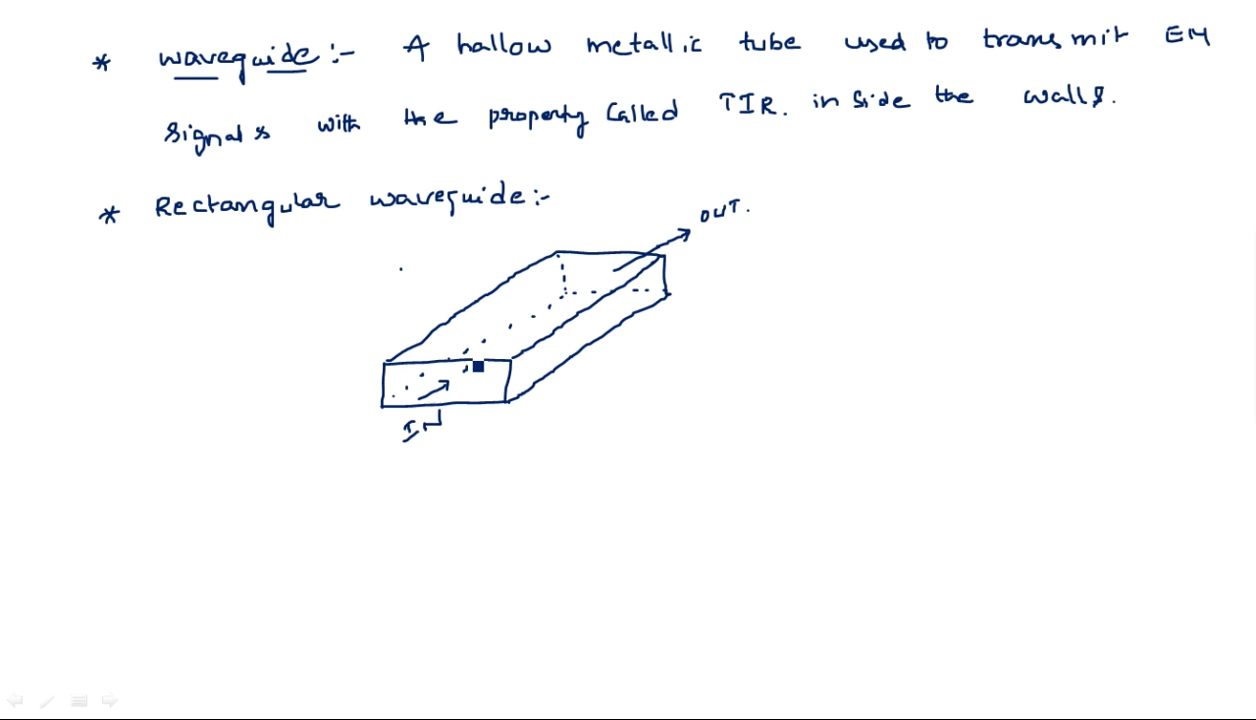 * waveguide :- A hallow metallic tube used to transmit EM
signals with the property called TIR. inside the walls.
* Rectangular waveguide :-
OUT.
IN